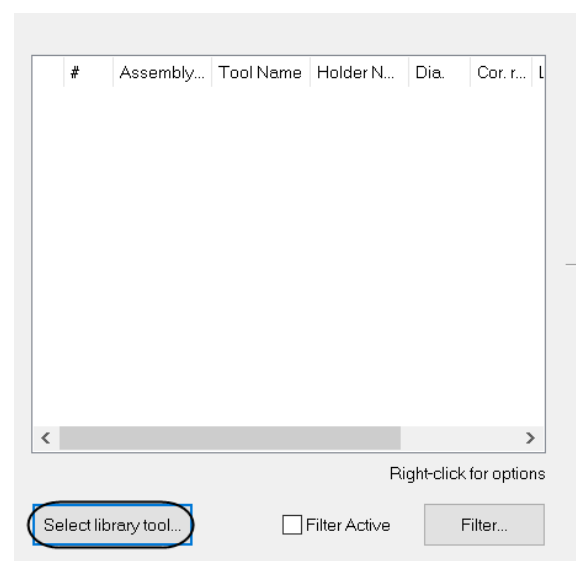 # Assembly... Tool Name Holder N... Dia. Cor. r... L
Right-click for options
Select library tool... Filter Active Filter...